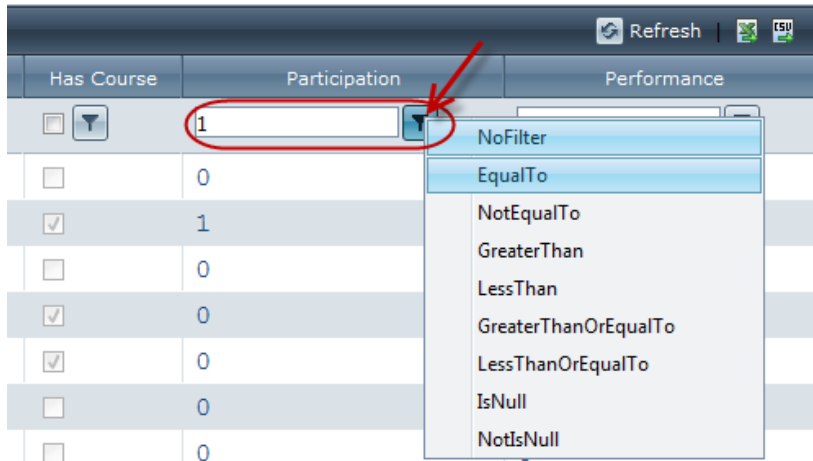 Refresh | CSV
Has Course Participation Performance
1
NoFilter
0
EqualTo
NotEqualTo
1
GreaterThan
0
LessThan
0
GreaterThanOrEqualTo
0
LessThanOrEqualTo
0
IsNull
0
NotIsNull